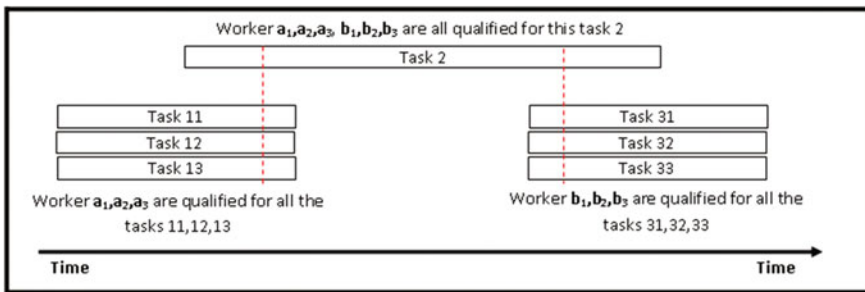 Worker a₁,a₂,a₃, b₁,b₂,b₃ are all qualified for this task 2
Task 2
Task 11
Task 12
Task 13
Worker a₁,a₂,a₃ are qualified for all the
tasks 11,12,13
Task 31
Task 32
Task 33
Worker b₁,b₂,b₃ are qualified for all the
tasks 31,32,33
Time
Time